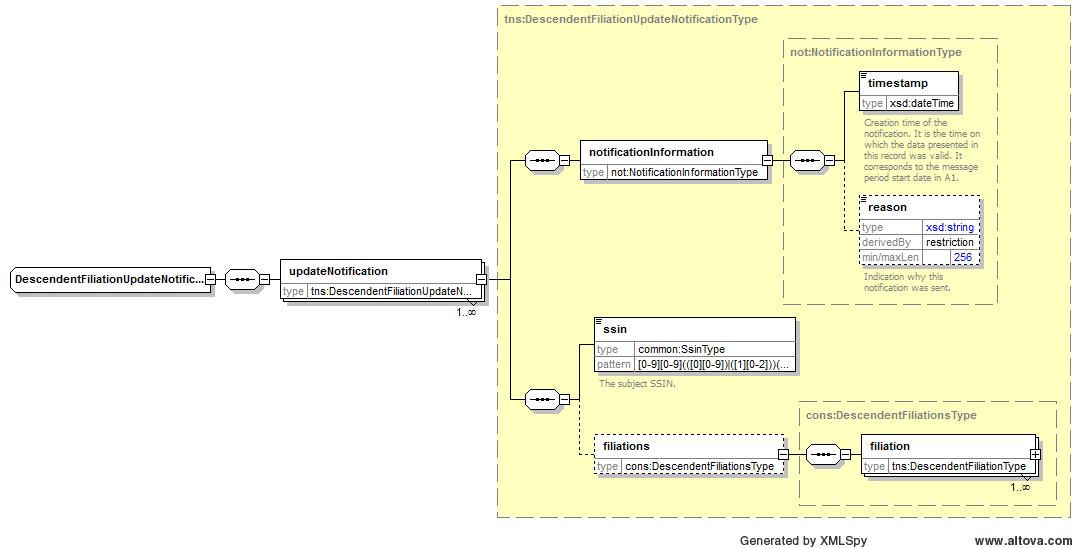 tns:DescendentFiliationUpdateNotificationType
not:NotificationInformationType
timestamp
type xsd:dateTime
Creation time of the
notification. It is the time on
which the data presented in
this record was valid. It
corresponds to the message
period start date in A1.
notificationInformation
type not:NotificationInformationType
reason
type xsd:string
derivedBy restriction
min/maxLen 256
Indication why this
notification was sent.
DescendentFiliationUpdateNotific...
updateNotification
type tns:DescendentFiliationUpdateN...
1..∞
ssin
type common:SsinType
pattern [0-9][0-9](([0][0-9])|([1][0-2]))(...
The subject SSIN.
cons:DescendentFiliationsType
filiations
type cons:DescendentFiliationsType
filiation
type tns:DescendentFiliationType
1..∞
Generated by XMLSpy
www.altova.com